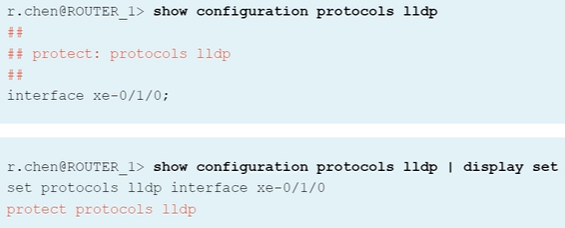 r.chen@ROUTER_1> show configuration protocols lldp
##
## protect: protocols lldp
##
interface xe-0/1/0;
r.chen@ROUTER_1> show configuration protocols lldp | display set
set protocols lldp interface xe-0/1/0
protect protocols lldp